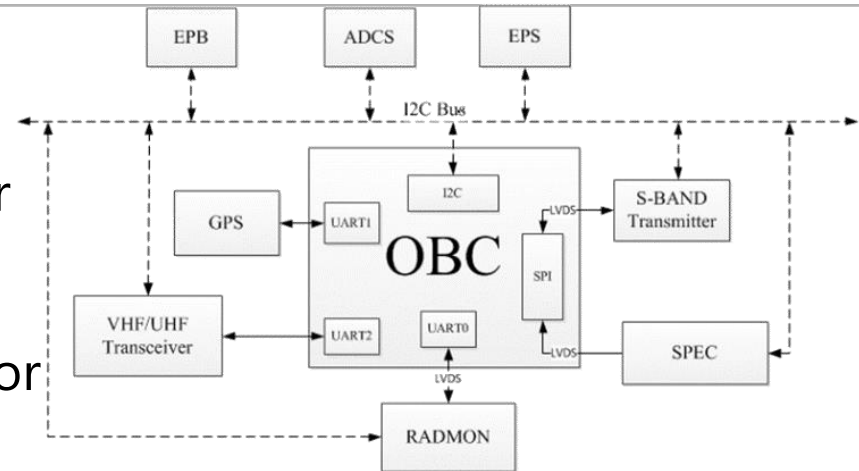 EPB
ADCS
EPS
I2C Bus
r
GPS
UART1
I2C
LVDS
S-BAND
Transmitter
OBC
SPI
VHF/UHF
Transceiver
UART2
UART0
LVDS
SPEC
or
LVDS
RADMON